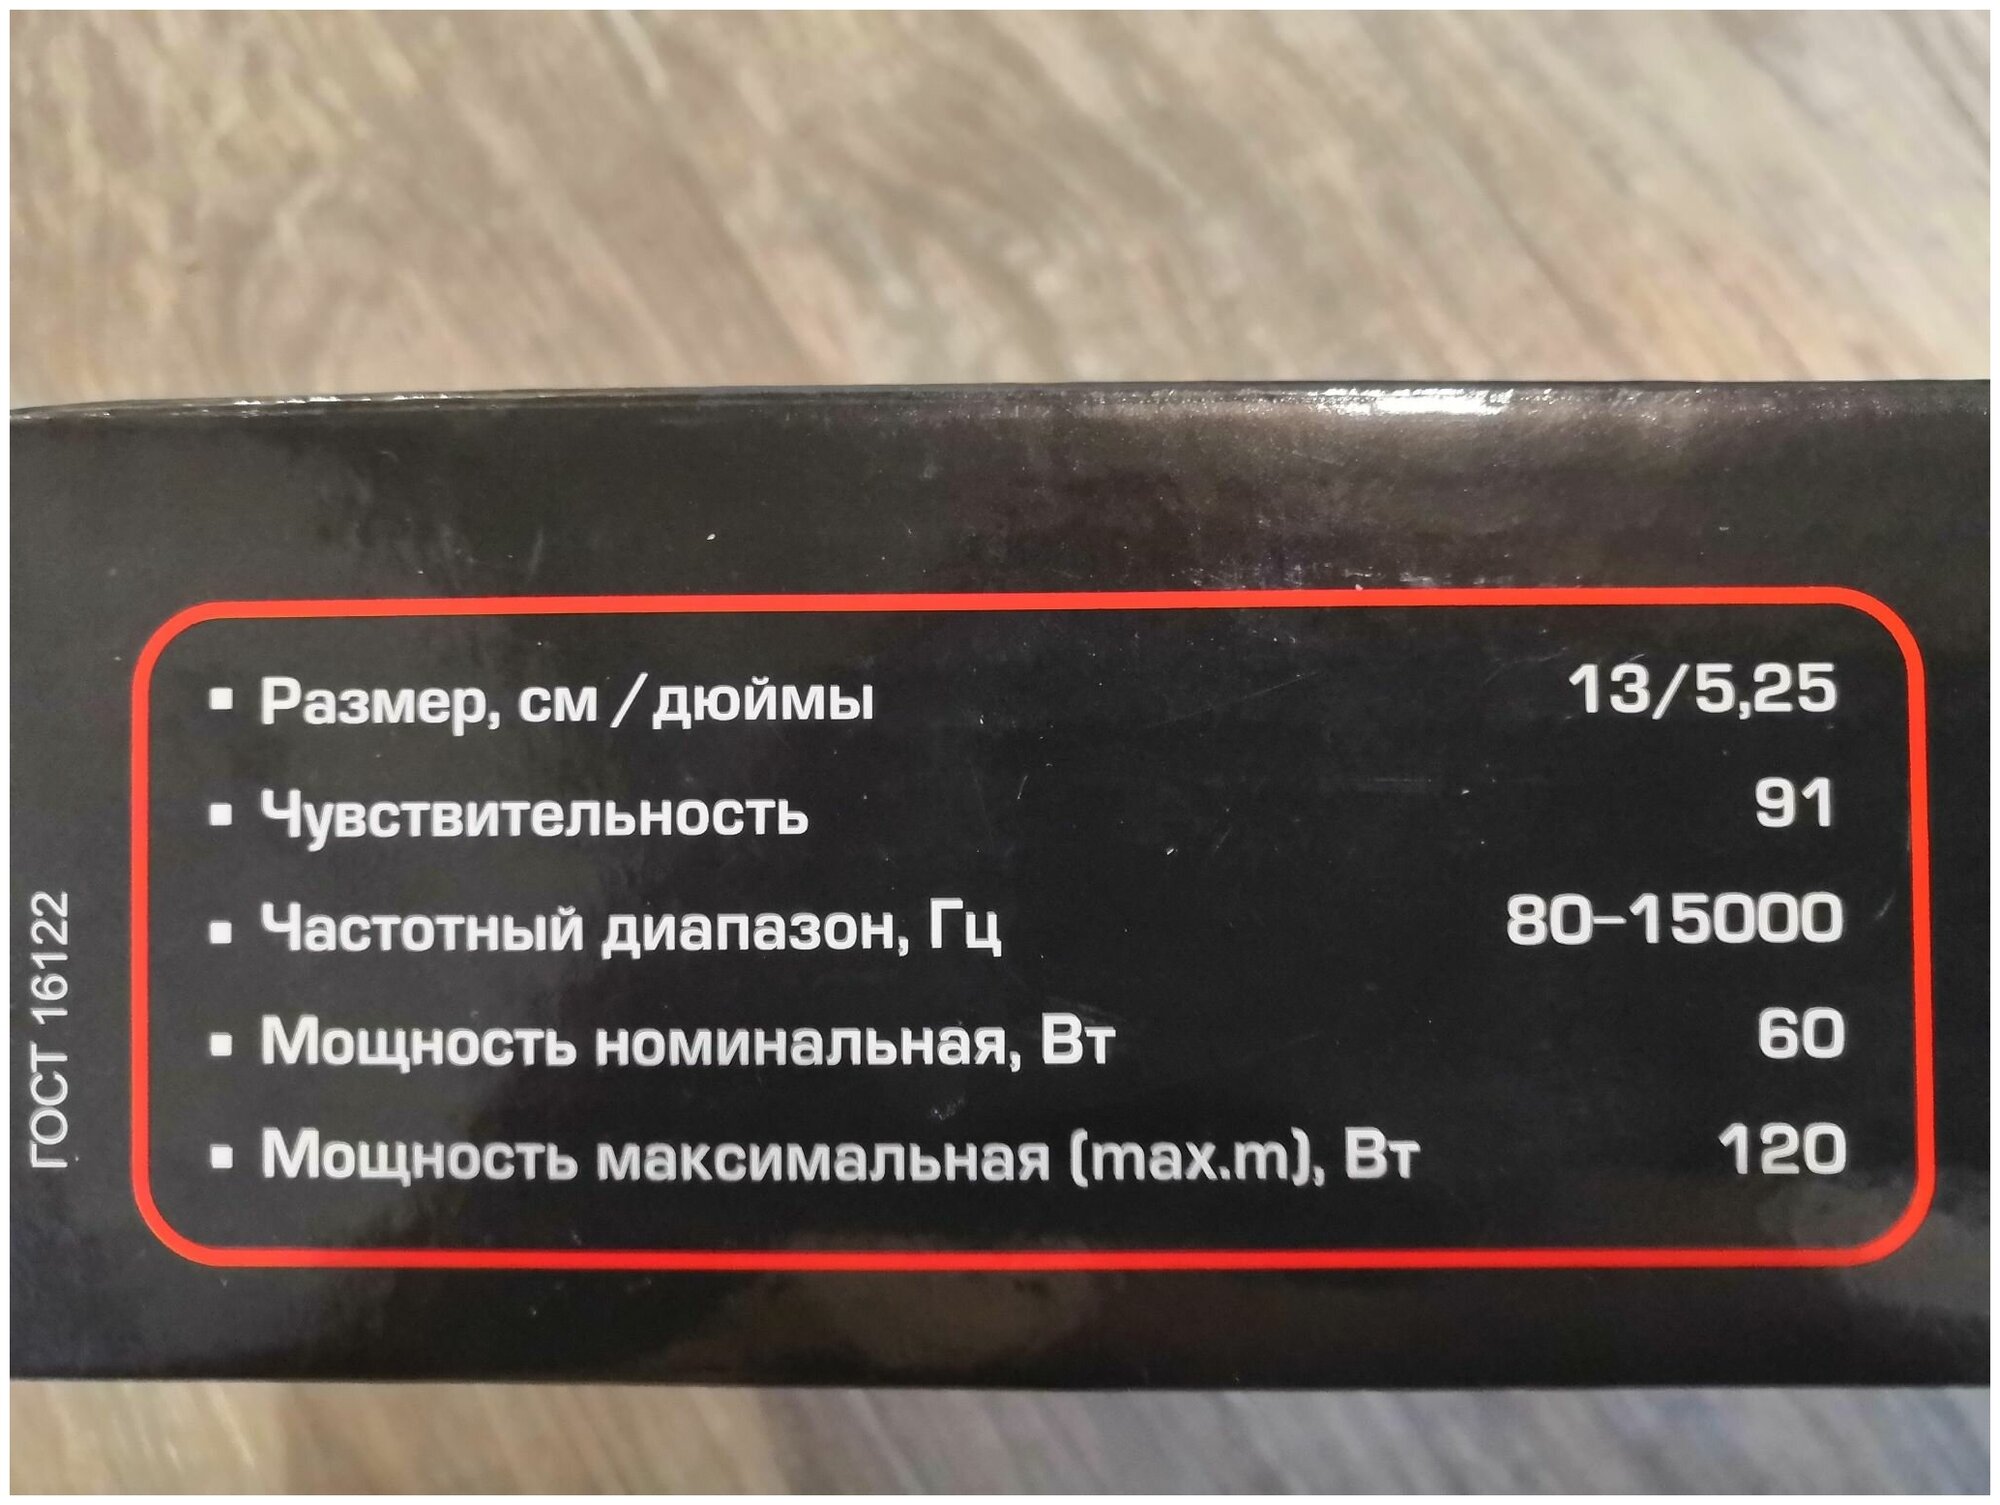 Размер, см / дюймы 13/5,25
Чувствительность 91
Частотный диапазон, Гц 80–15000
Мощность номинальная, Вт 60
Мощность максимальная (max.m), Вт 120
ГОСТ 16122